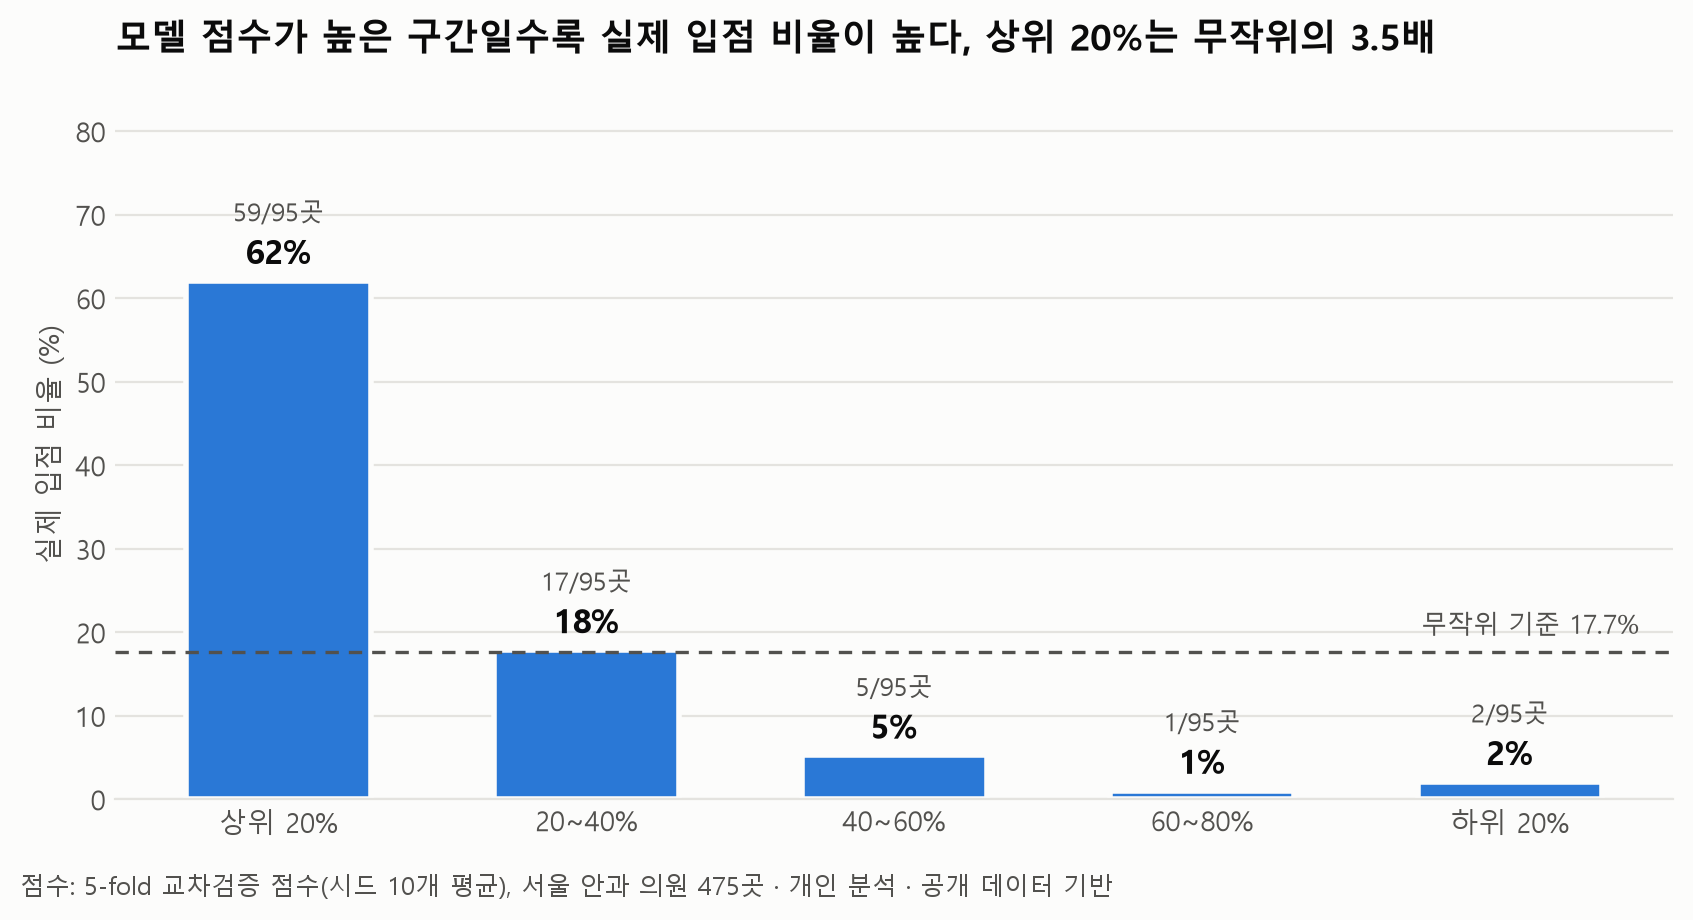 모델 점수가 높은 구간일수록 실제 입점 비율이 높다, 상위 20%는 무작위의 3.5배
실제 입점 비율 (%)
80
70
60
50
40
30
20
10
0
59/95곳
62%
17/95곳
18%
5/95곳
5%
1/95곳
1%
2/95곳
2%
무작위 기준 17.7%
상위 20%
20~40%
40~60%
60~80%
하위 20%
점수: 5-fold 교차검증 점수(시드 10개 평균), 서울 안과 의원 475곳 · 개인 분석 · 공개 데이터 기반